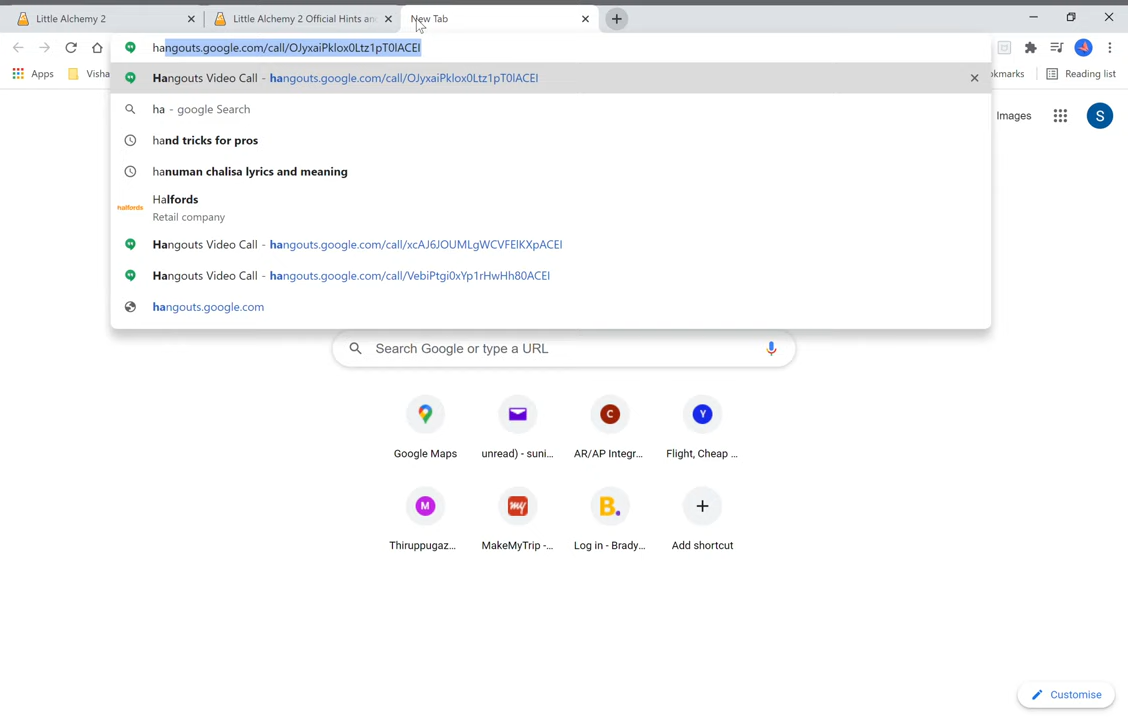 Little Alchemy 2
Little Alchemy 2 Official Hints an
New Tab
hangouts.google.com/call/OJyxaiPklox0Ltz1pT0lACEI
Apps
Visha
okmarks
Reading list
Hangouts Video Call - hangouts.google.com/call/OJyxaiPklox0Ltz1pT0lACEI
ha - google Search
hand tricks for pros
hanuman chalisa lyrics and meaning
Halfords
halfords
Retail company
Hangouts Video Call - hangouts.google.com/call/xcAJ6JOUMLgWCVFEIKXpACEI
Hangouts Video Call - hangouts.google.com/call/VebiPtgi0xYp1rHwHh80ACEI
hangouts.google.com
Images
S
Search Google or type a URL
C
Y
Google Maps
unread) - suni...
AR/AP Integr...
Flight, Cheap ...
M
my
B.
Thiruppugaz...
MakeMyTrip -...
Log in - Brady...
Add shortcut
Customise